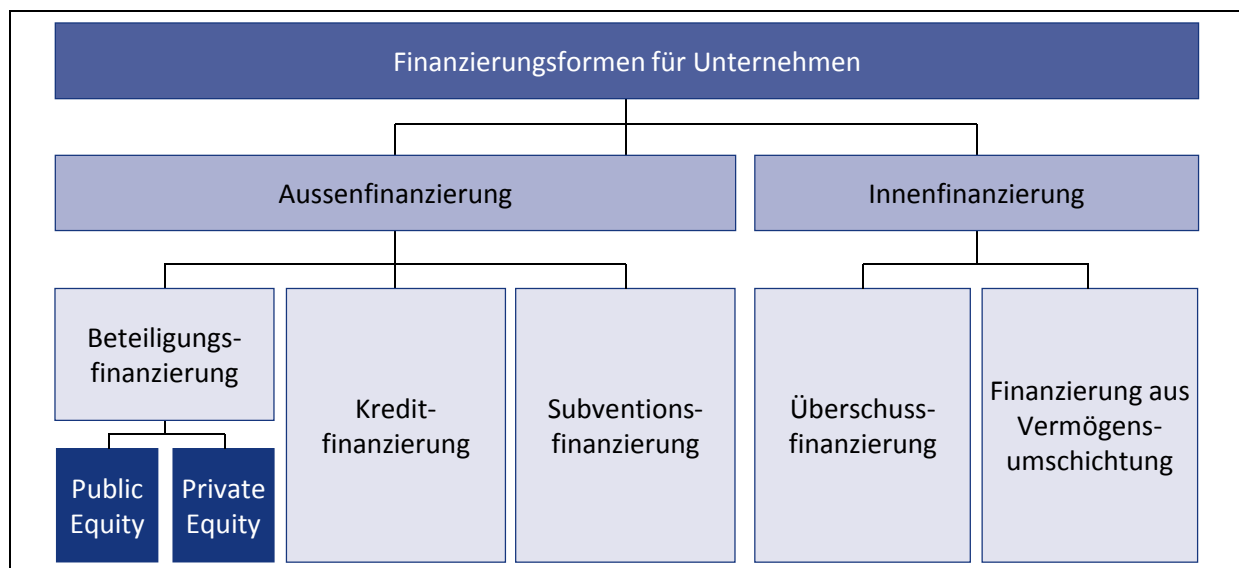 Finanzierungsformen für Unternehmen
Aussenfinanzierung
Innenfinanzierung
Beteiligungs-
finanzierung
Kredit-
finanzierung
Subventions-
finanzierung
Überschuss-
finanzierung
Finanzierung aus
Vermögens-
umschichtung
Public
Equity
Private
Equity